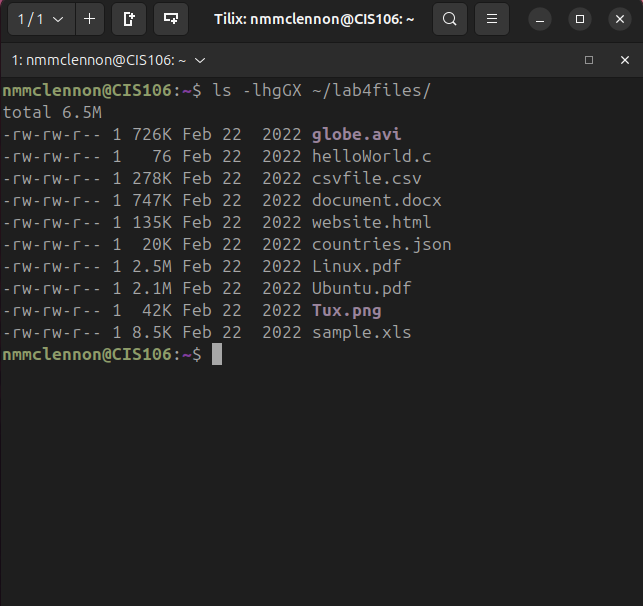 1 / 1 Tilix: nmmclennon@CIS106: ~
1: nmmclennon@CIS106: ~
nmmclennon@CIS106:~$ ls -lhgGX ~/lab4files/
total 6.5M
-rw-rw-r-- 1 726K Feb 22  2022 globe.avi
-rw-rw-r-- 1   76 Feb 22  2022 helloWorld.c
-rw-rw-r-- 1 278K Feb 22  2022 csvfile.csv
-rw-rw-r-- 1 747K Feb 22  2022 document.docx
-rw-rw-r-- 1 135K Feb 22  2022 website.html
-rw-rw-r-- 1  20K Feb 22  2022 countries.json
-rw-rw-r-- 1 2.5M Feb 22  2022 Linux.pdf
-rw-rw-r-- 1 2.1M Feb 22  2022 Ubuntu.pdf
-rw-rw-r-- 1  42K Feb 22  2022 Tux.png
-rw-rw-r-- 1 8.5K Feb 22  2022 sample.xls
nmmclennon@CIS106:~$